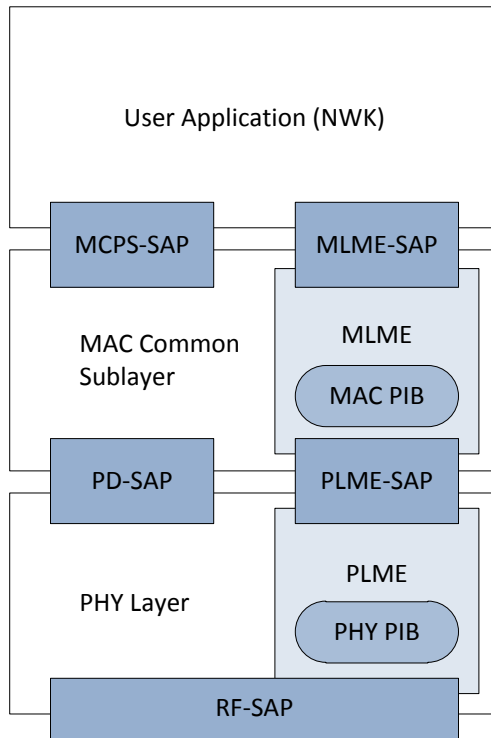 User Application (NWK)
MCPS-SAP
MLME-SAP
MAC Common
Sublayer
MLME
MAC PIB
PD-SAP
PLME-SAP
PHY Layer
PLME
PHY PIB
RF-SAP